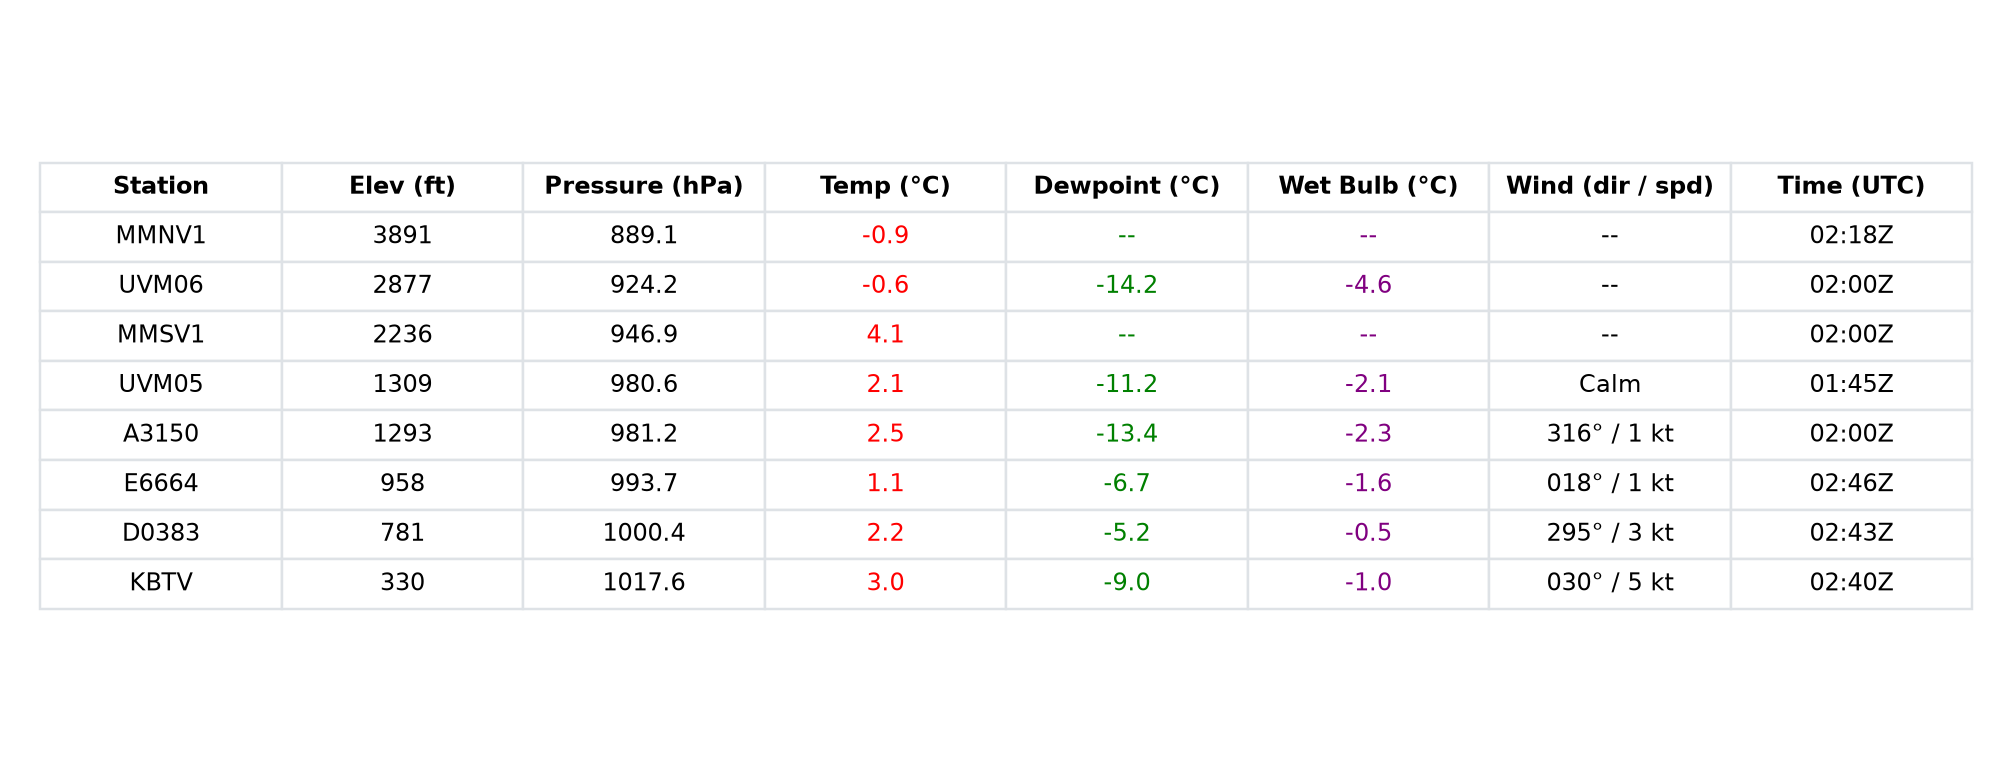 Station Elev (ft) Pressure (hPa) Temp (°C) Dewpoint (°C) Wet Bulb (°C) Wind (dir / spd) Time (UTC)
MMNV1 3891 889.1 -0.9 -- -- -- 02:18Z
UVM06 2877 924.2 -0.6 -14.2 -4.6 -- 02:00Z
MMSV1 2236 946.9 4.1 -- -- -- 02:00Z
UVM05 1309 980.6 2.1 -11.2 -2.1 Calm 01:45Z
A3150 1293 981.2 2.5 -13.4 -2.3 316° / 1 kt 02:00Z
E6664 958 993.7 1.1 -6.7 -1.6 018° / 1 kt 02:46Z
D0383 781 1000.4 2.2 -5.2 -0.5 295° / 3 kt 02:43Z
KBTV 330 1017.6 3.0 -9.0 -1.0 030° / 5 kt 02:40Z